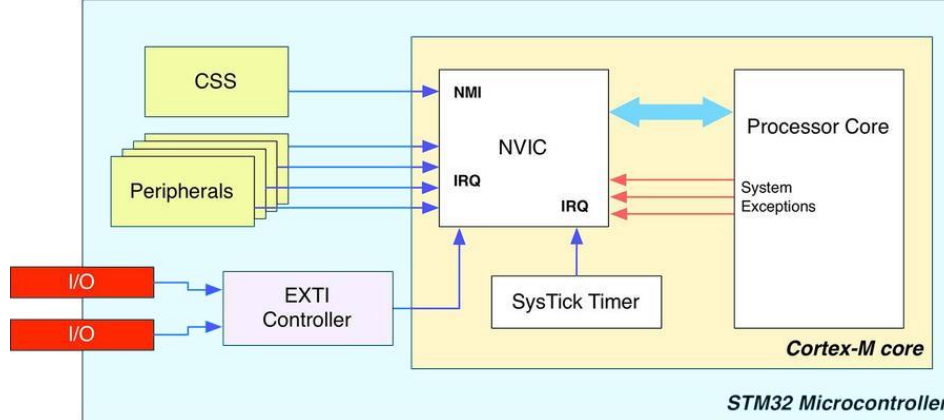 CSS
NMI
Processor Core
NVIC
Peripherals
IRQ
System
Exceptions
IRQ
I/O
EXTI
Controller
SysTick Timer
I/O
Cortex-M core
STM32 Microcontroller